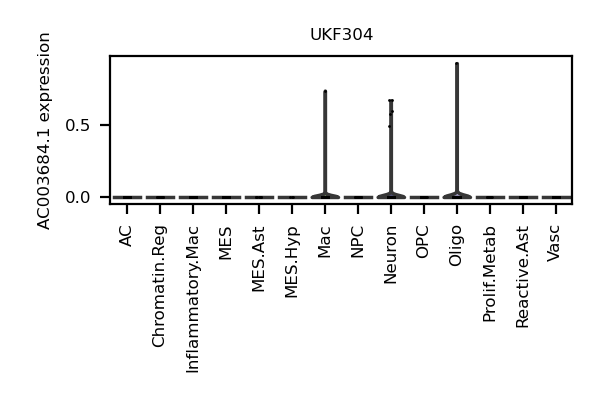 UKF304
AC003684.1 expression
0.5
0.0
AC
Chromatin.Reg
Inflammatory.Mac
MES
MES.Ast
MES.Hyp
Mac
NPC
Neuron
OPC
Oligo
Prolif.Metab
Reactive.Ast
Vasc